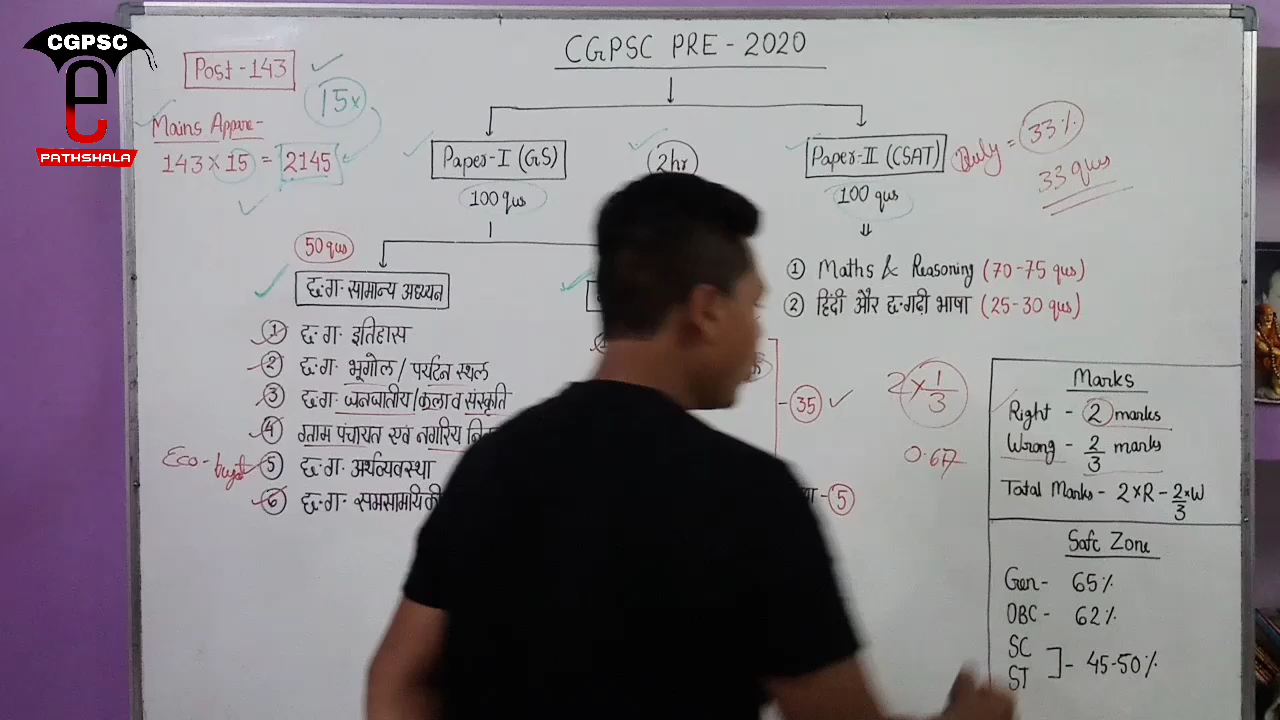 CGPSC
PATHSHALA
CGPSC PRE - 2020
Post - 143
15x
Mains Appere-
143 × 15 = 2145
Paper-I (GS)
2hr
Paper-II (CSAT)
= 33%
33 qus
100 qus
100 qus
50 qus
छ.ग. सामान्य अध्ययन
① छ.ग. इतिहास
② छ.ग. भूगोल / पर्यटन स्थल
③ छ.ग. जनजातीय/कला व संस्कृति
④ ग्राम पंचायत एवं नगरिय
Eco-
⑤ छ.ग. अर्थव्यवस्था
⑥ छ.ग. समसामयिकी
- 35
- 5
① Maths & Reasoning (70-75 qus)
② हिंदी और छ.गढ़ी भाषा (25-30 qus)
2 × 1/3
0.67
Marks
Right - 2 marks
Wrong - 2/3 marks
Total Marks - 2×R - 2/3×W
Safe Zone
Gen- 65%
OBC - 62%
SC
ST ]- 45-50%